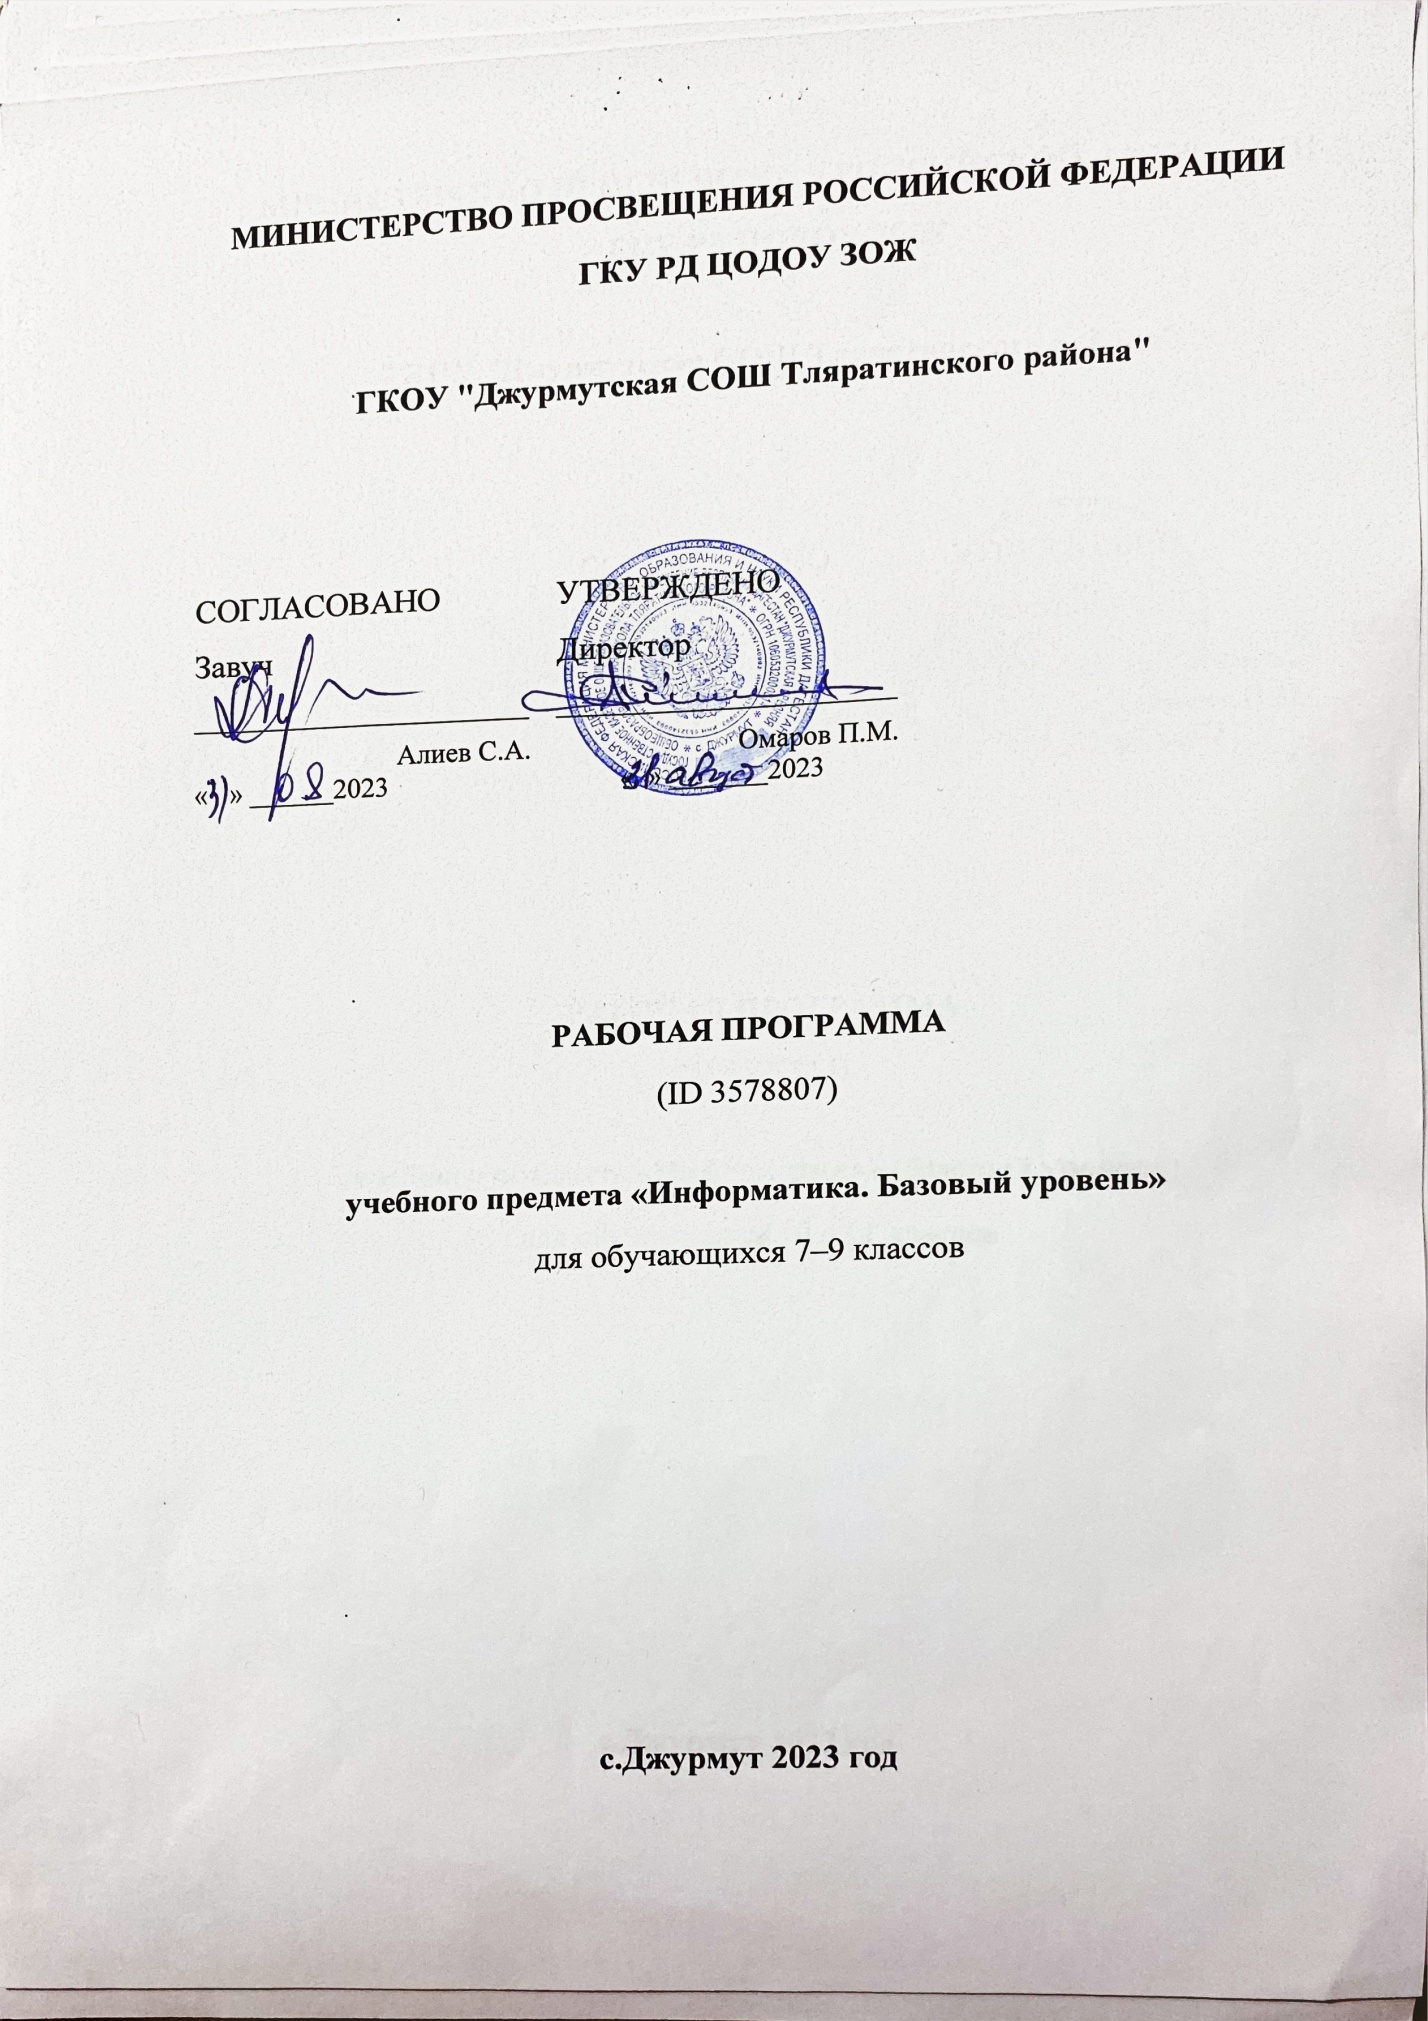 МИНИСТЕРСТВО ПРОСВЕЩЕНИЯ РОССИЙСКОЙ ФЕДЕРАЦИИ
ГКУ РД ЦОДОУ ЗОЖ
ГКОУ "Джурмутская СОШ Тляратинского района"
СОГЛАСОВАНО
Завуч
Алиев С.А.
«31» 08 2023
УТВЕРЖДЕНО
Директор
Омаров П.М.
«31» август 2023
РАБОЧАЯ ПРОГРАММА
(ID 3578807)
учебного предмета «Информатика. Базовый уровень»
для обучающихся 7–9 классов
с.Джурмут 2023 год